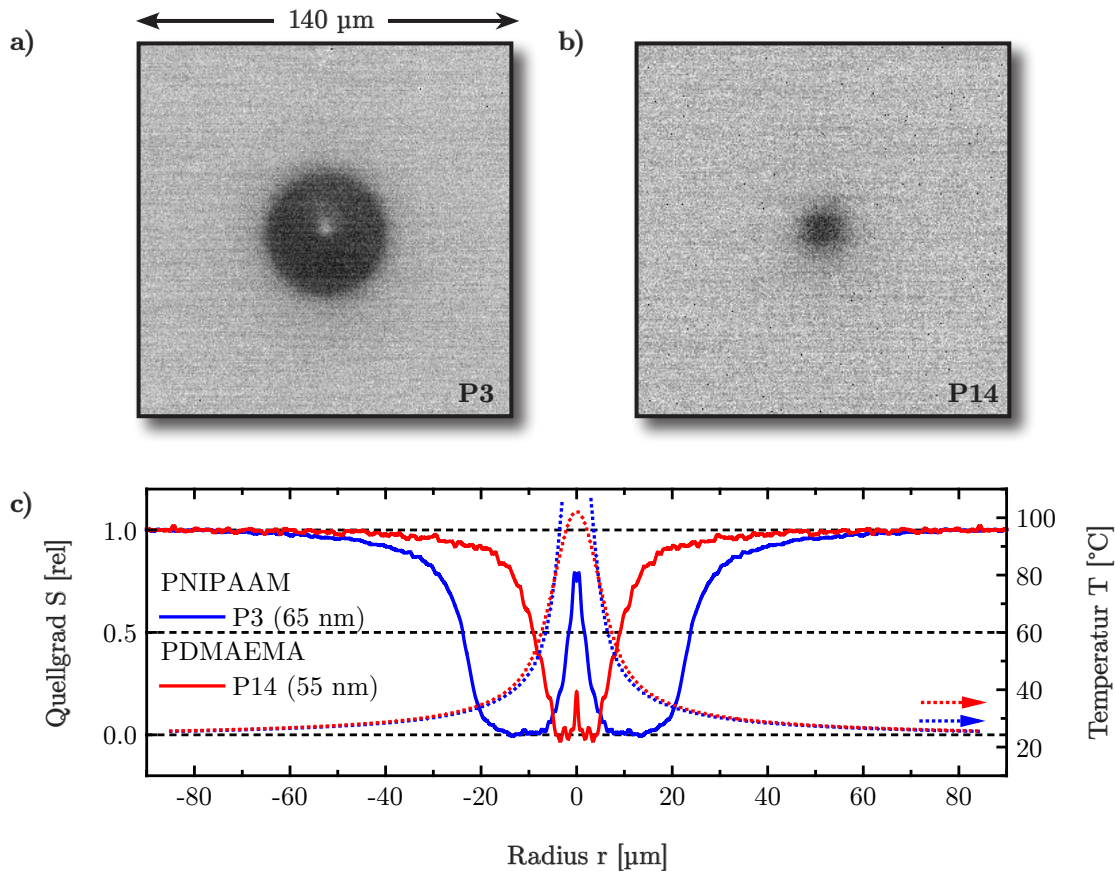 140 µm
a)
b)
P3
P14
c)
1.0
0.5
0.0
Quellgrad S [rel]
PNIPAAM
P3 (65 nm)
PDMAEMA
P14 (55 nm)
100
80
60
40
20
Temperatur T [°C]
-80 -60 -40 -20 0 20 40 60 80
Radius r [µm]